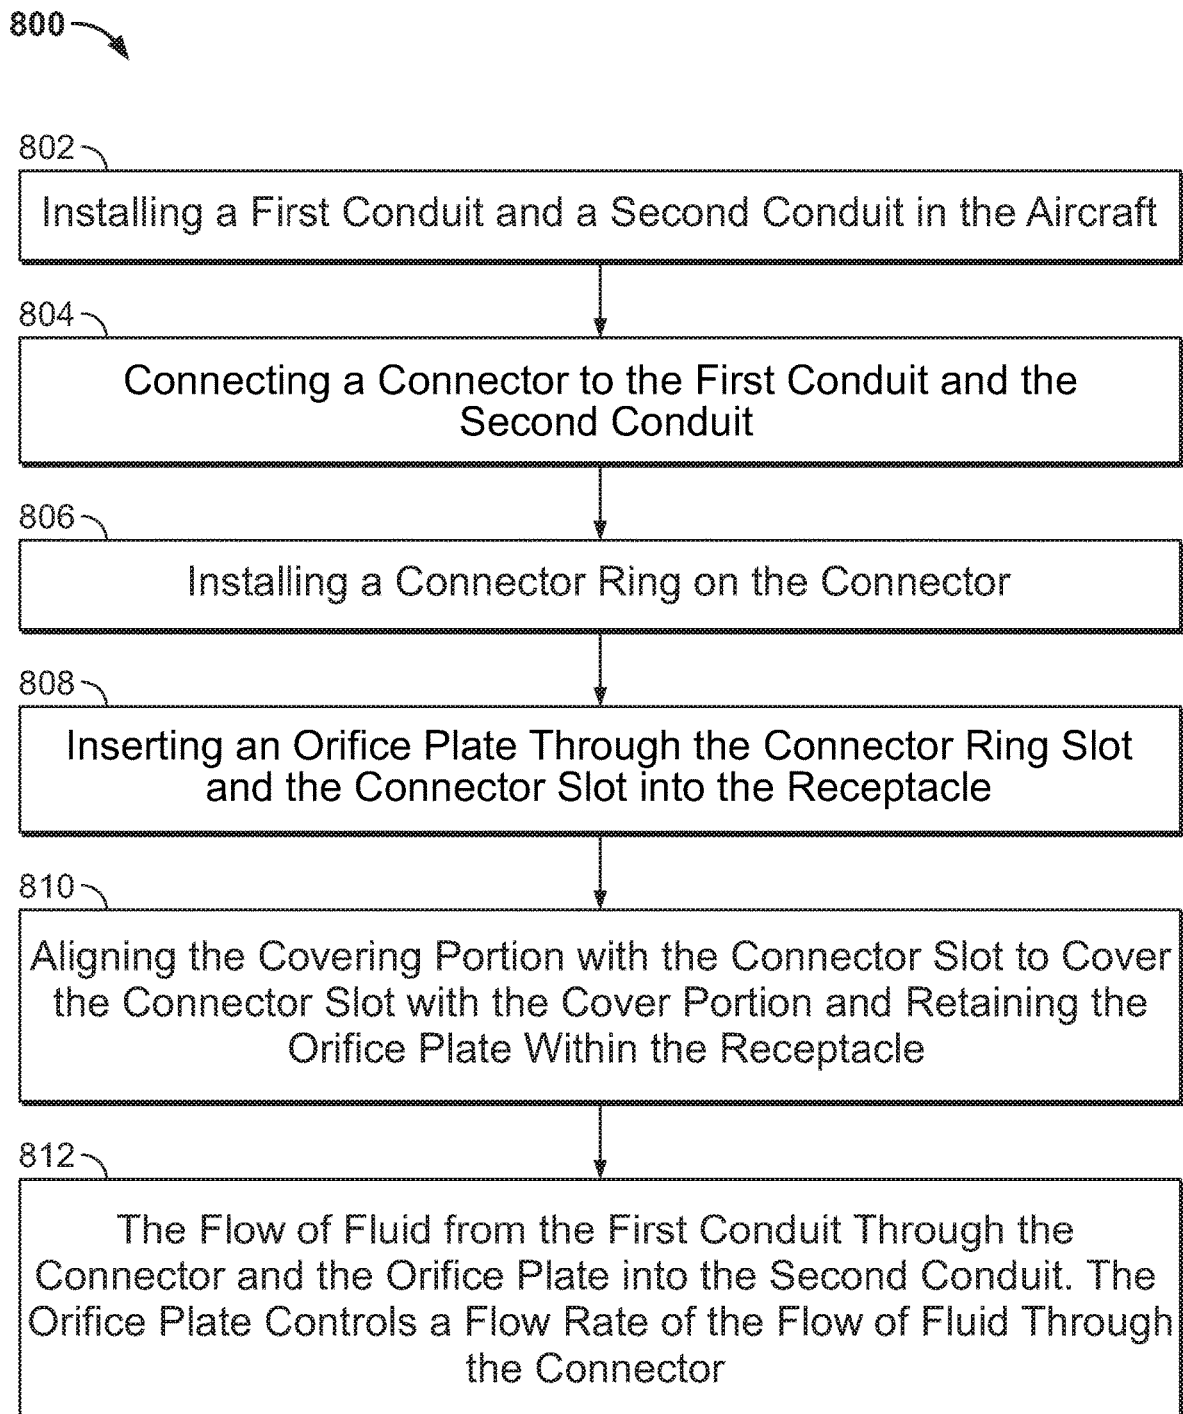 800
802
Installing a First Conduit and a Second Conduit in the Aircraft
804
Connecting a Connector to the First Conduit and the
Second Conduit
806
Installing a Connector Ring on the Connector
808
Inserting an Orifice Plate Through the Connector Ring Slot
and the Connector Slot into the Receptacle
810
Aligning the Covering Portion with the Connector Slot to Cover
the Connector Slot with the Cover Portion and Retaining the
Orifice Plate Within the Receptacle
812
The Flow of Fluid from the First Conduit Through the
Connector and the Orifice Plate into the Second Conduit. The
Orifice Plate Controls a Flow Rate of the Flow of Fluid Through
the Connector